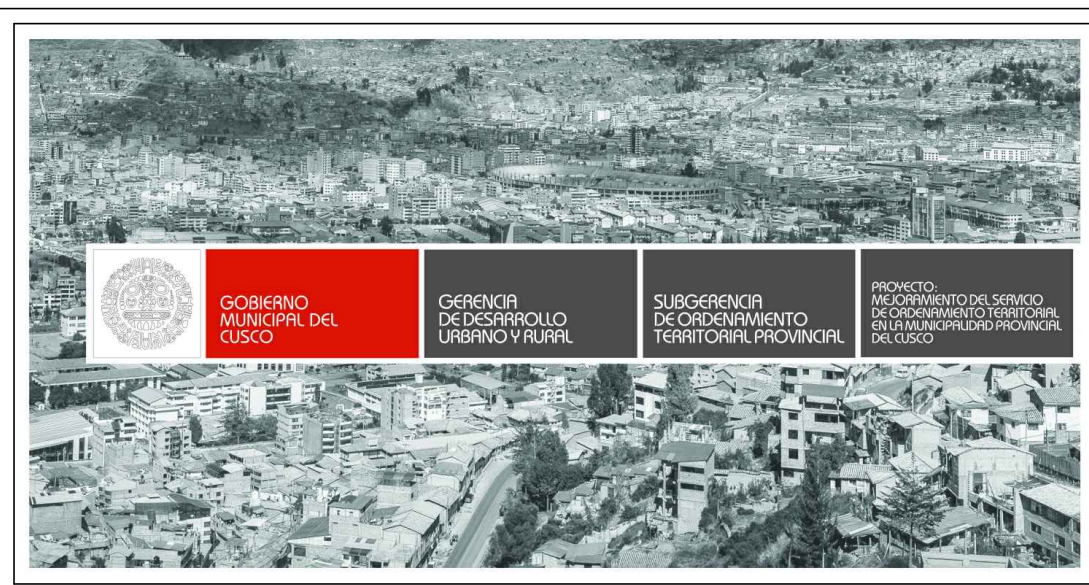 GOBIERNO
MUNICIPAL DEL
CUSCO
GERENCIA
DE DESARROLLO
URBANO Y RURAL
SUBGERENCIA
DE ORDENAMIENTO
TERRITORIAL PROVINCIAL
PROYECTO:
MEJORAMIENTO DEL SERVICIO
DE ORDENAMIENTO TERRITORIAL
EN LA MUNICIPALIDAD PROVINCIAL
DEL CUSCO